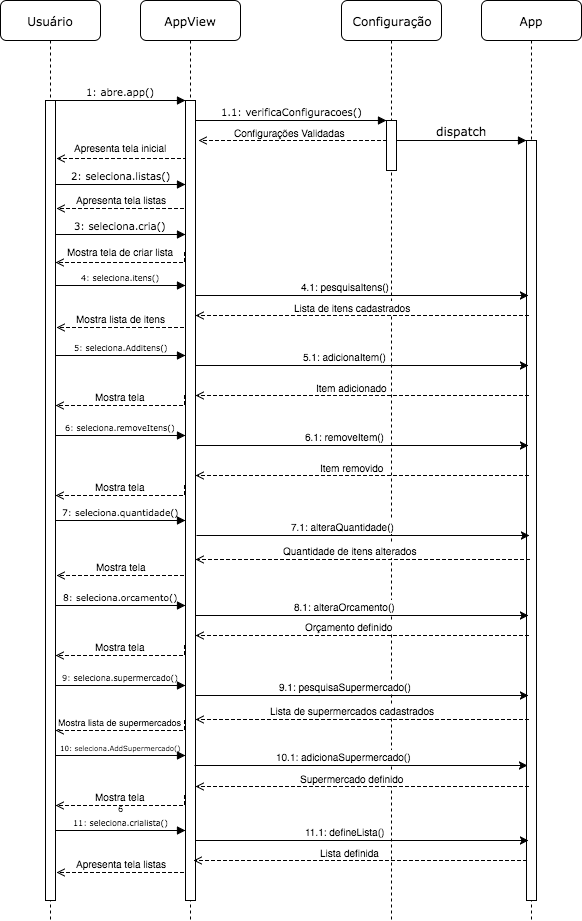 Usuário
AppView
Configuração
App
1: abre.app()
1.1: verificaConfiguracoes()
Configurações Validadas
dispatch
Apresenta tela inicial
2: seleciona.listas()
Apresenta tela listas
3: seleciona.cria()
Mostra tela de criar lista
4: seleciona.itens()
4.1: pesquisaItens()
Lista de itens cadastrados
Mostra lista de itens
5: seleciona.AddItens()
5.1: adicionaItem()
Item adicionado
Mostra tela
6: seleciona.removeItens()
6.1: removeItem()
Item removido
Mostra tela
7: seleciona.quantidade()
7.1: alteraQuantidade()
Quantidade de itens alterados
Mostra tela
8: seleciona.orcamento()
8.1: alteraOrcamento()
Orçamento definido
Mostra tela
9: seleciona.supermercado()
9.1: pesquisaSupermercado()
Lista de supermercados cadastrados
Mostra lista de supermercados
10: seleciona.AddSupermercado()
10.1: adicionaSupermercado()
Supermercado definido
Mostra tela
6
11: seleciona.crialista()
11.1: defineLista()
Lista definida
Apresenta tela listas